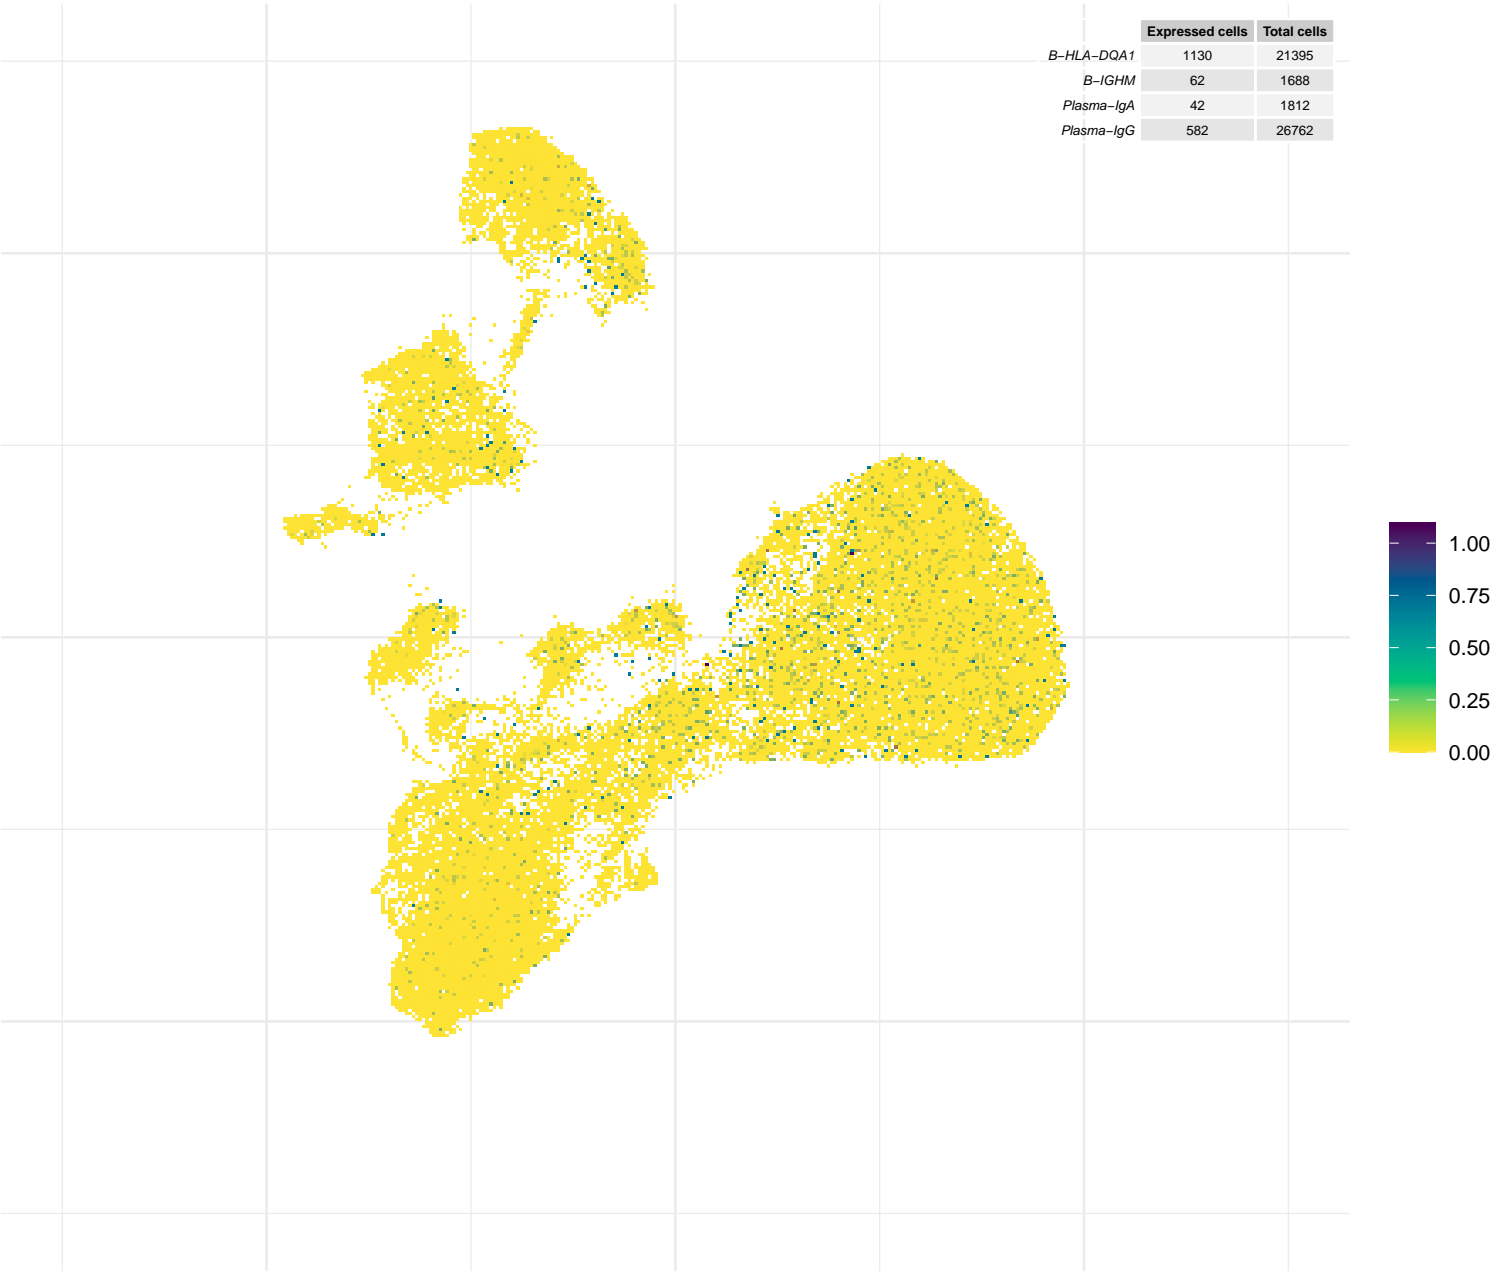 Expressed cells Total cells
B−HLA−DQA1 1130 21395
B−IGHM 62 1688
Plasma−IgA 42 1812
Plasma−IgG 582 26762
1.00
0.75
0.50
0.25
0.00